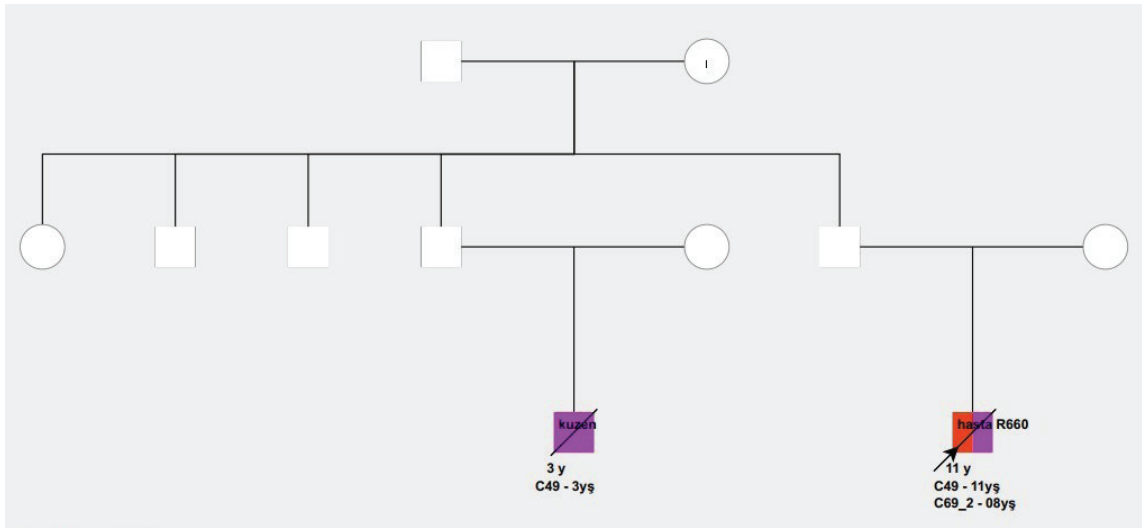 I
kuzen
3 y
C49 - 3yş
hasta R660
11 y
C49 - 11yş
C69_2 - 08yş